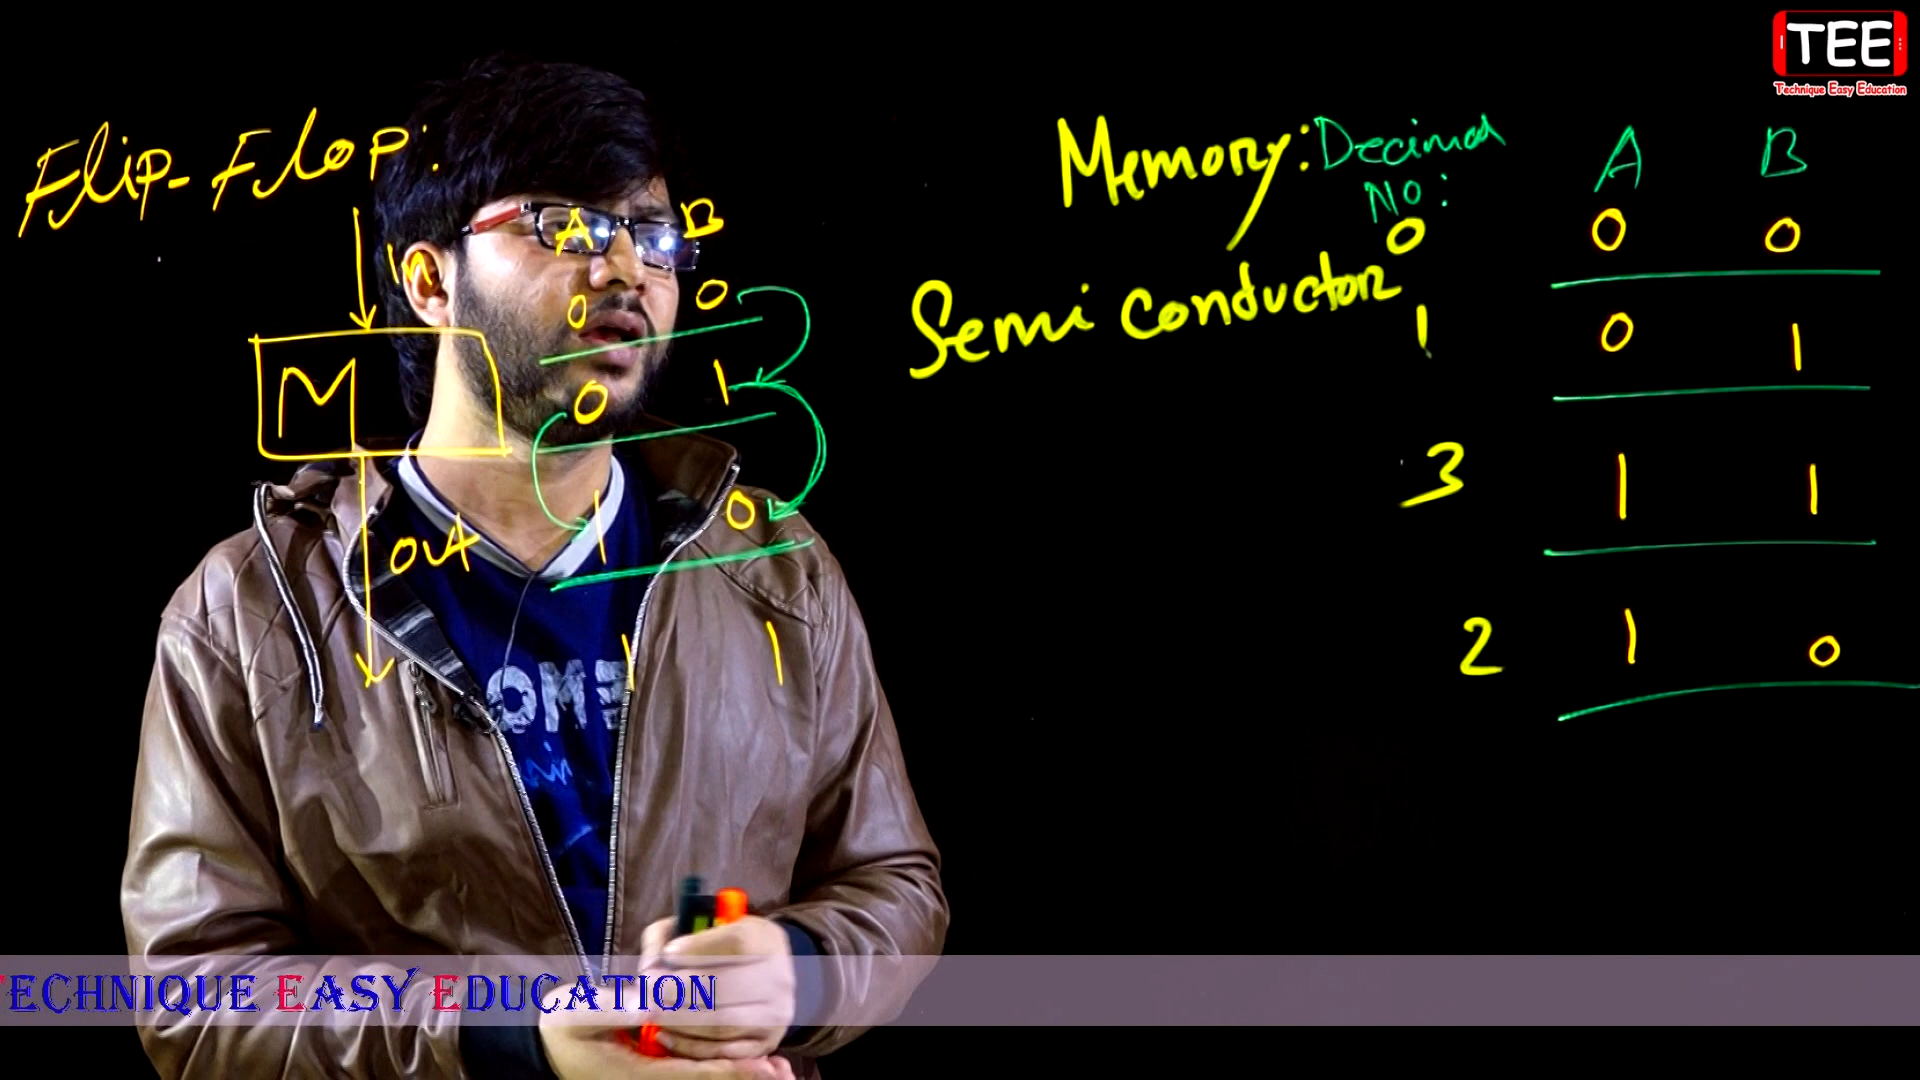 TEE
Technique Easy Education
Flip-Flop:
In
M
Out
A B
0 0
0 1
1 0
1 1
Memory:
Semi conductor
Decimal No: A B
0 0 0
1 0 1
3 1 1
2 1 0
OME
TECHNIQUE EASY EDUCATION